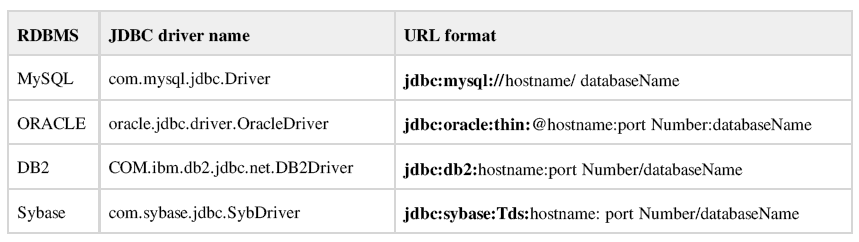 RDBMS JDBC driver name URL format
MySQL com.mysql.jdbc.Driver jdbc:mysql://hostname/ databaseName
ORACLE oracle.jdbc.driver.OracleDriver jdbc:oracle:thin:@hostname:port Number:databaseName
DB2 COM.ibm.db2.jdbc.net.DB2Driver jdbc:db2:hostname:port Number/databaseName
Sybase com.sybase.jdbc.SybDriver jdbc:sybase:Tds:hostname: port Number/databaseName